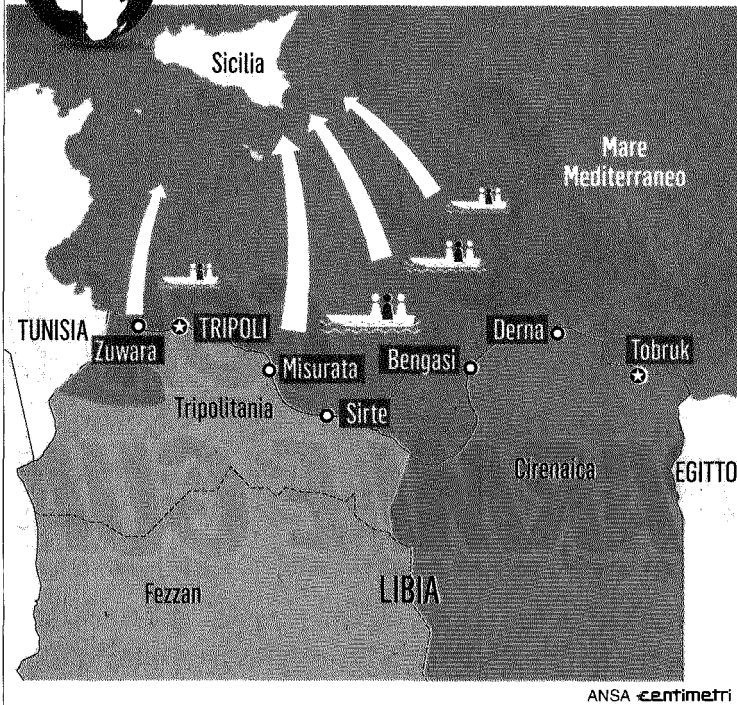 Sicilia
Mare
Mediterraneo
TUNISIA
Zuwara
TRIPOLI
Misurata
Bengasi
Derna
Tobruk
Tripolitania
Sirte
Cirenaica
EGITTO
Fezzan
LIBIA
ANSA centimetri